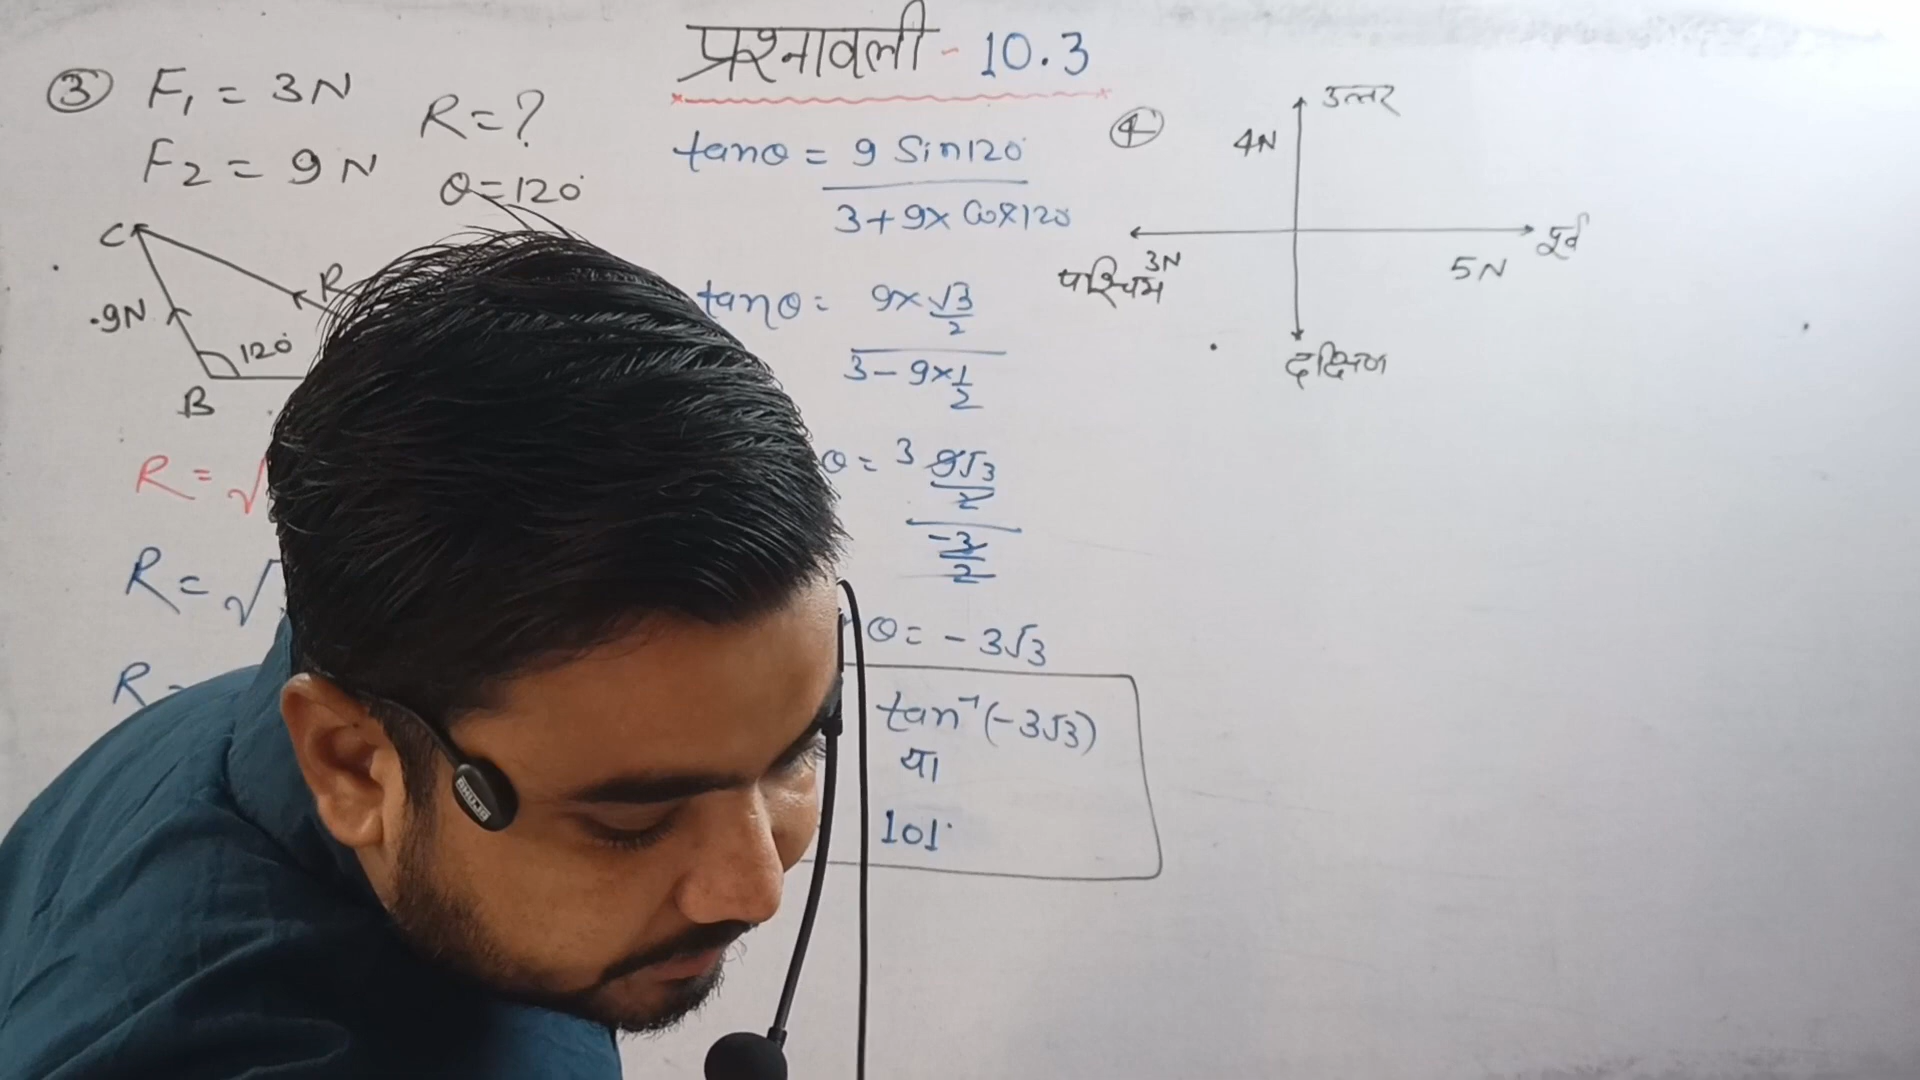 प्रश्नावली - 10.3
③ F₁ = 3N
F₂ = 9N
R = ?
θ = 120°
C
R
9N
120°
B
R = √
R = √
R =
tanθ = 9 Sin120°
3 + 9 × Cos120
tanθ = 9 × √3/2
3 - 9 × 1/2
θ = 3 9√3/2
-3/2
θ = - 3√3
tan⁻¹(-3√3)
या
101°
④
उत्तर
4N
पूर्व
5N
3N
पश्चिम
दक्षिण
AHUJA